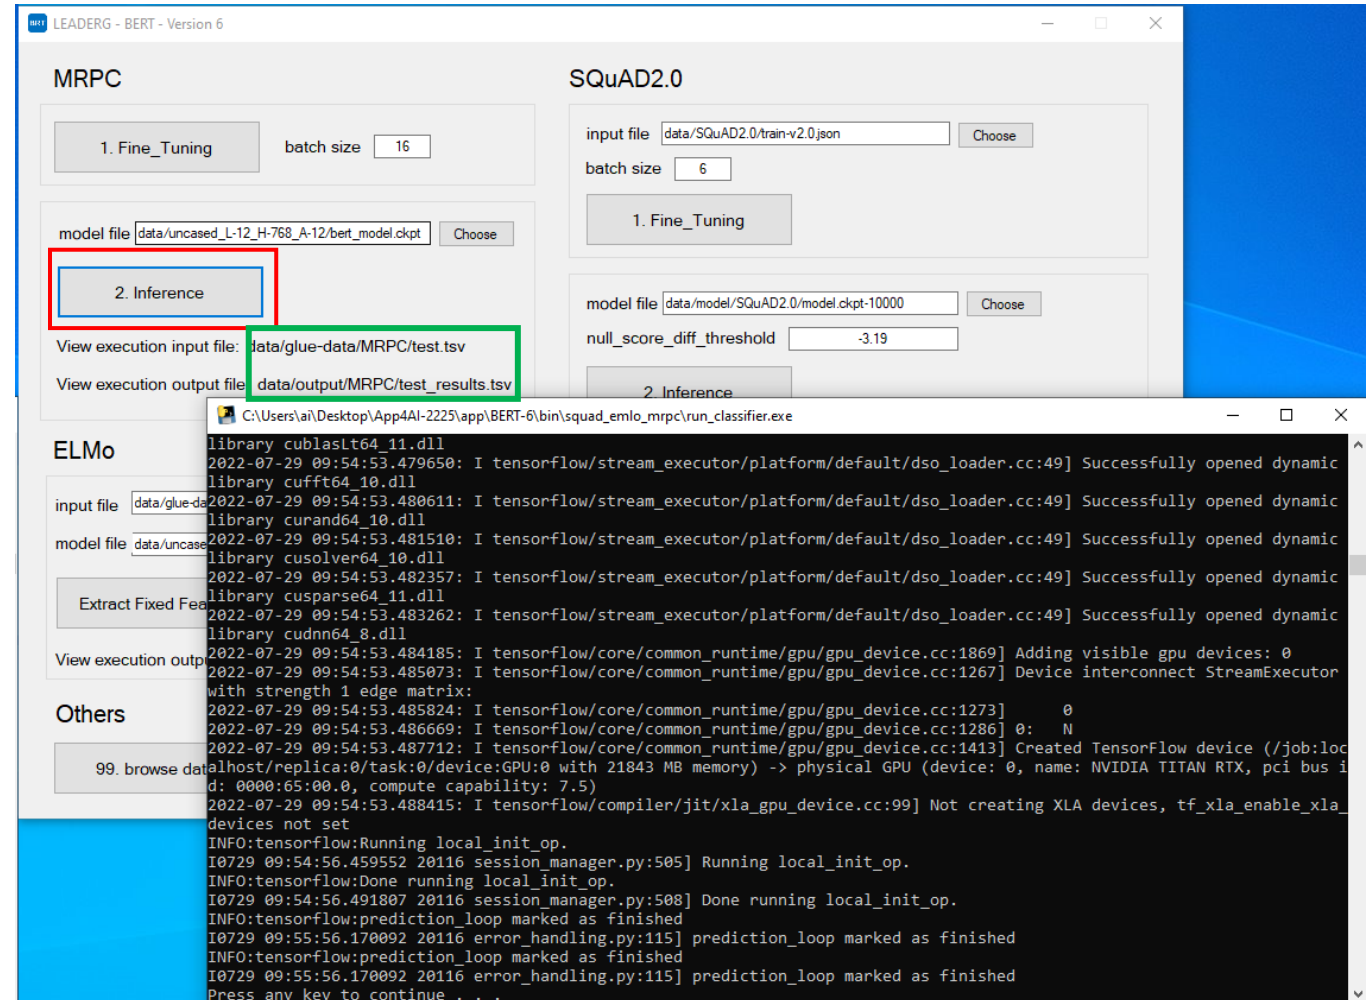 BERT LEADERG - BERT - Version 6
MRPC
1. Fine_Tuning
batch size 16
model file data/uncased_L-12_H-768_A-12/bert_model.ckpt Choose
2. Inference
View execution input file: data/glue-data/MRPC/test.tsv
View execution output file data/output/MRPC/test_results.tsv
SQuAD2.0
input file data/SQuAD2.0/train-v2.0.json Choose
batch size 6
1. Fine_Tuning
model file data/model/SQuAD2.0/model.ckpt-10000 Choose
null_score_diff_threshold -3.19
2. Inference
ELMo
input file data/glue-da
model file data/uncase
Extract Fixed Fea
View execution outp
Others
99. browse dat
C:\Users\ai\Desktop\App4AI-2225\app\BERT-6\bin\squad_emlo_mrpc\run_classifier.exe
library cublasLt64_11.dll
2022-07-29 09:54:53.479650: I tensorflow/stream_executor/platform/default/dso_loader.cc:49] Successfully opened dynamic
library cufft64_10.dll
2022-07-29 09:54:53.480611: I tensorflow/stream_executor/platform/default/dso_loader.cc:49] Successfully opened dynamic
library curand64_10.dll
2022-07-29 09:54:53.481510: I tensorflow/stream_executor/platform/default/dso_loader.cc:49] Successfully opened dynamic
library cusolver64_10.dll
2022-07-29 09:54:53.482357: I tensorflow/stream_executor/platform/default/dso_loader.cc:49] Successfully opened dynamic
library cusparse64_11.dll
2022-07-29 09:54:53.483262: I tensorflow/stream_executor/platform/default/dso_loader.cc:49] Successfully opened dynamic
library cudnn64_8.dll
2022-07-29 09:54:53.484185: I tensorflow/core/common_runtime/gpu/gpu_device.cc:1869] Adding visible gpu devices: 0
2022-07-29 09:54:53.485073: I tensorflow/core/common_runtime/gpu/gpu_device.cc:1267] Device interconnect StreamExecutor
with strength 1 edge matrix:
2022-07-29 09:54:53.485824: I tensorflow/core/common_runtime/gpu/gpu_device.cc:1273]      0
2022-07-29 09:54:53.486669: I tensorflow/core/common_runtime/gpu/gpu_device.cc:1286] 0:   N
2022-07-29 09:54:53.487712: I tensorflow/core/common_runtime/gpu/gpu_device.cc:1413] Created TensorFlow device (/job:loc
alhost/replica:0/task:0/device:GPU:0 with 21843 MB memory) -> physical GPU (device: 0, name: NVIDIA TITAN RTX, pci bus i
d: 0000:65:00.0, compute capability: 7.5)
2022-07-29 09:54:53.488415: I tensorflow/compiler/jit/xla_gpu_device.cc:99] Not creating XLA devices, tf_xla_enable_xla_
devices not set
INFO:tensorflow:Running local_init_op.
I0729 09:54:56.459552 20116 session_manager.py:505] Running local_init_op.
INFO:tensorflow:Done running local_init_op.
I0729 09:54:56.491807 20116 session_manager.py:508] Done running local_init_op.
INFO:tensorflow:prediction_loop marked as finished
I0729 09:55:56.170092 20116 error_handling.py:115] prediction_loop marked as finished
INFO:tensorflow:prediction_loop marked as finished
I0729 09:55:56.170092 20116 error_handling.py:115] prediction_loop marked as finished
Press any key to continue . . .